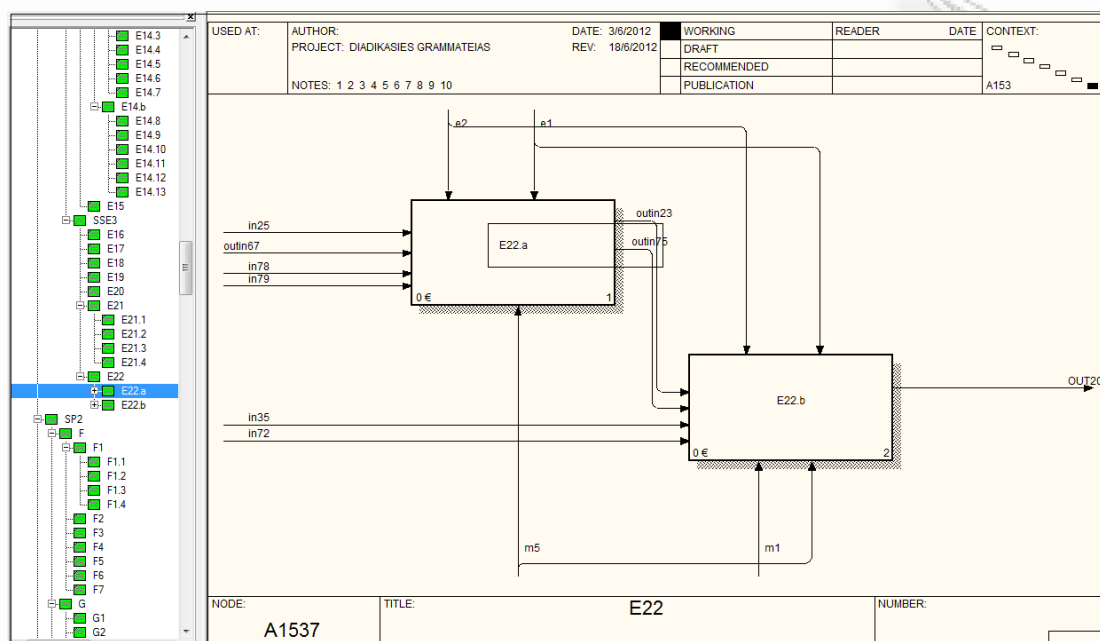 E14.3
E14.4
E14.5
E14.6
E14.7
E14.b
E14.8
E14.9
E14.10
E14.11
E14.12
E14.13
E15
SSE3
E16
E17
E18
E19
E20
E21
E21.1
E21.2
E21.3
E21.4
E22
E22.a
E22.b
SP2
F
F1
F1.1
F1.2
F1.3
F1.4
F2
F3
F4
F5
F6
F7
G
G1
G2
USED AT:
AUTHOR:
PROJECT: DIADIKASIES GRAMMATEIAS
NOTES: 1 2 3 4 5 6 7 8 9 10
DATE: 3/6/2012
REV: 18/6/2012
WORKING
DRAFT
RECOMMENDED
PUBLICATION
READER DATE
CONTEXT:
A153
e2
e1
in25
outin67
in78
in79
E22.a
0 €
1
outin23
outin75
E22.b
0 €
2
OUT20
in35
in72
m5
m1
NODE:
A1537
TITLE:
E22
NUMBER: